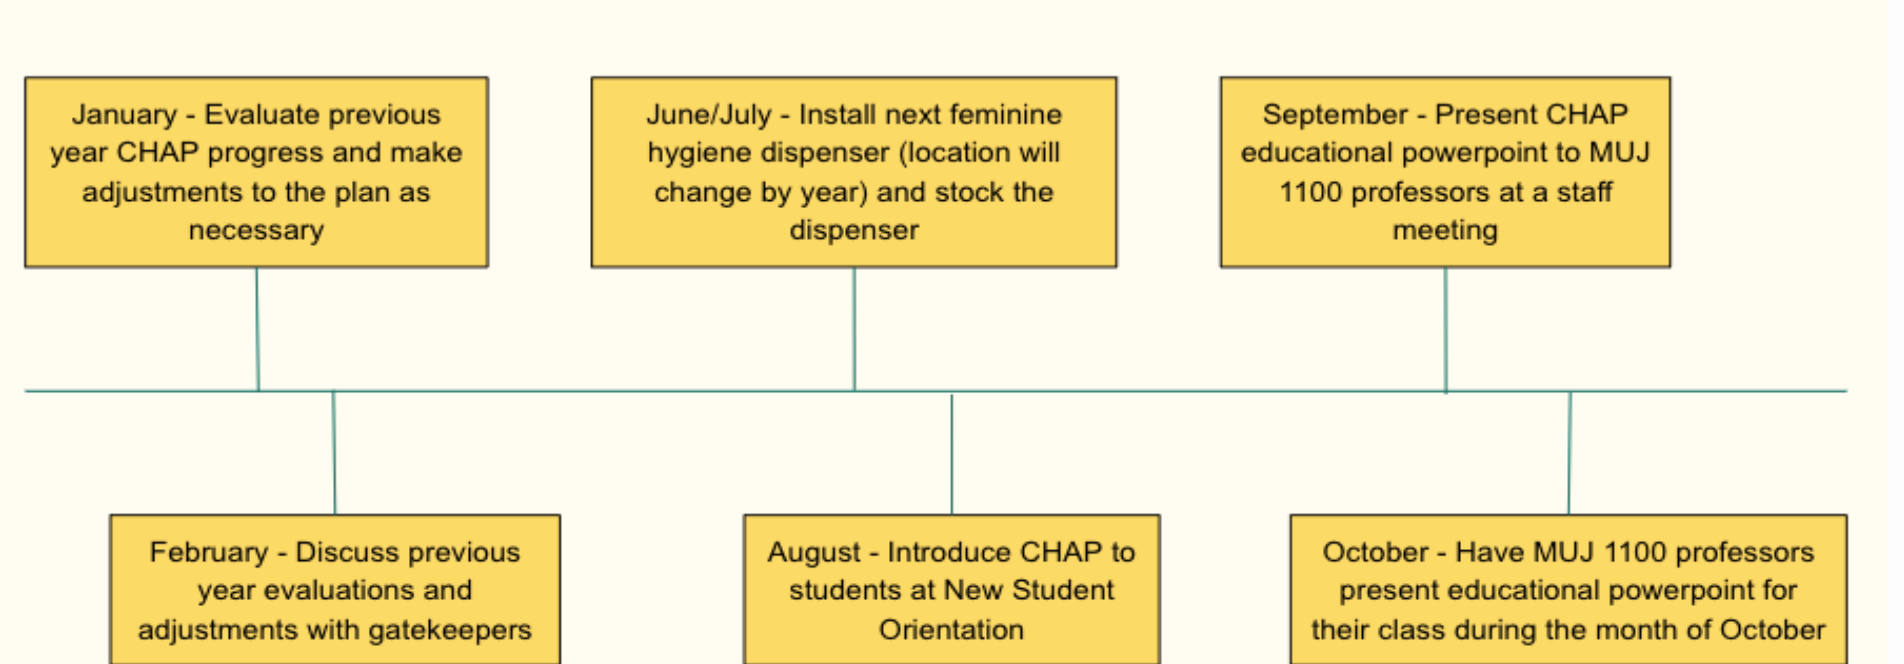 January - Evaluate previous
year CHAP progress and make
adjustments to the plan as
necessary
June/July - Install next feminine
hygiene dispenser (location will
change by year) and stock the
dispenser
September - Present CHAP
educational powerpoint to MUJ
1100 professors at a staff
meeting
February - Discuss previous
year evaluations and
adjustments with gatekeepers
August - Introduce CHAP to
students at New Student
Orientation
October - Have MUJ 1100 professors
present educational powerpoint for
their class during the month of October